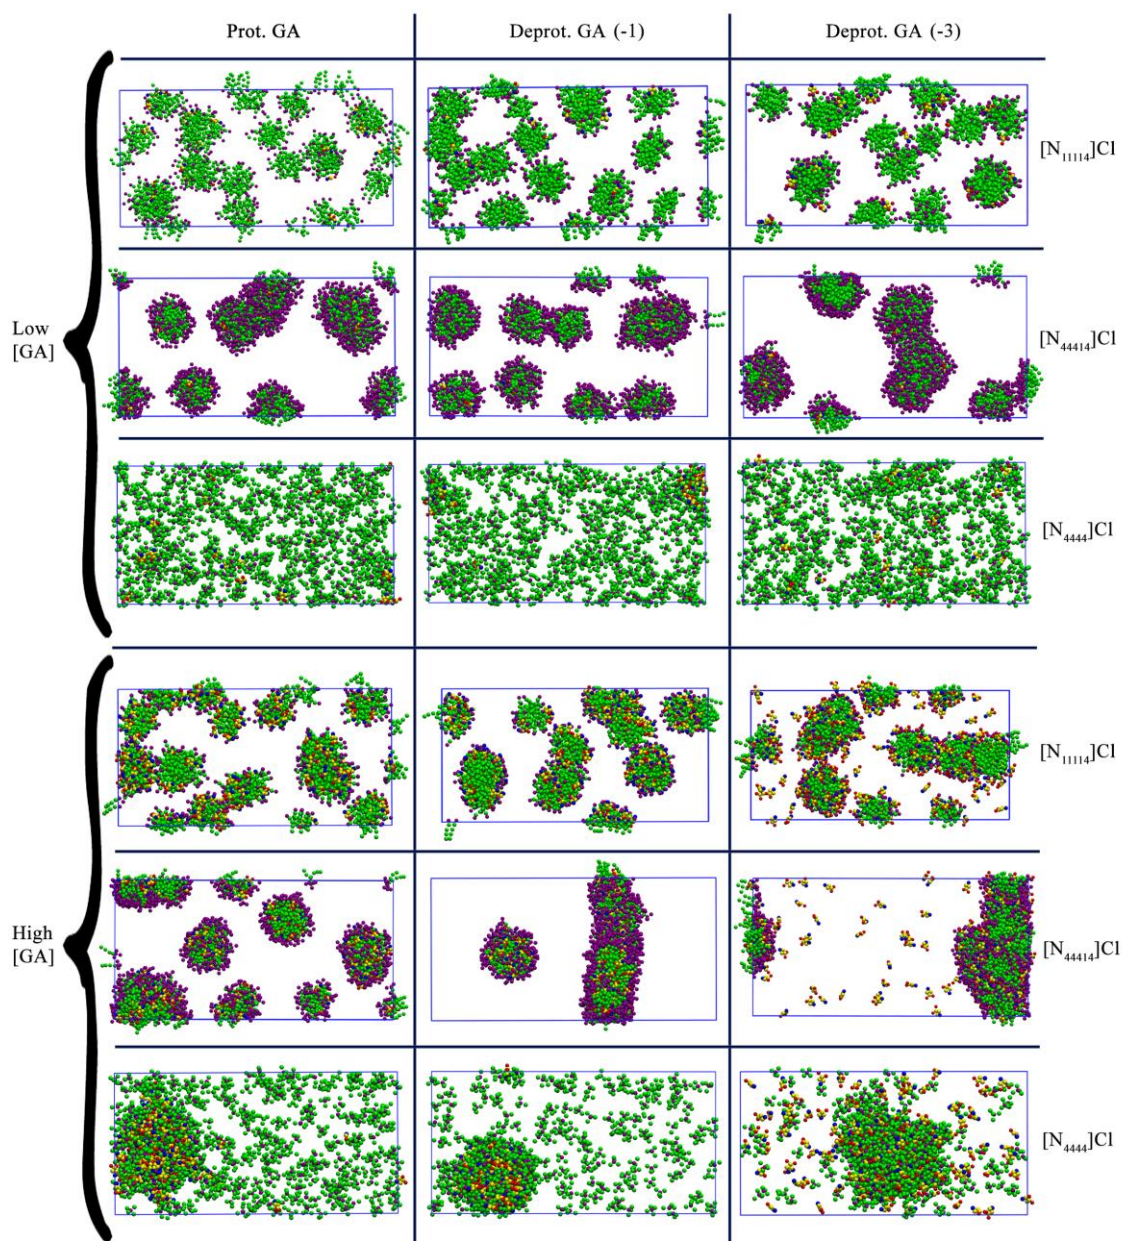 Prot. GA
Deprot. GA (-1)
Deprot. GA (-3)
Low
[GA]
[N₁₁₁₁₄]Cl
[N₄₄₄₁₄]Cl
[N₄₄₄₄]Cl
High
[GA]
[N₁₁₁₁₄]Cl
[N₄₄₄₁₄]Cl
[N₄₄₄₄]Cl